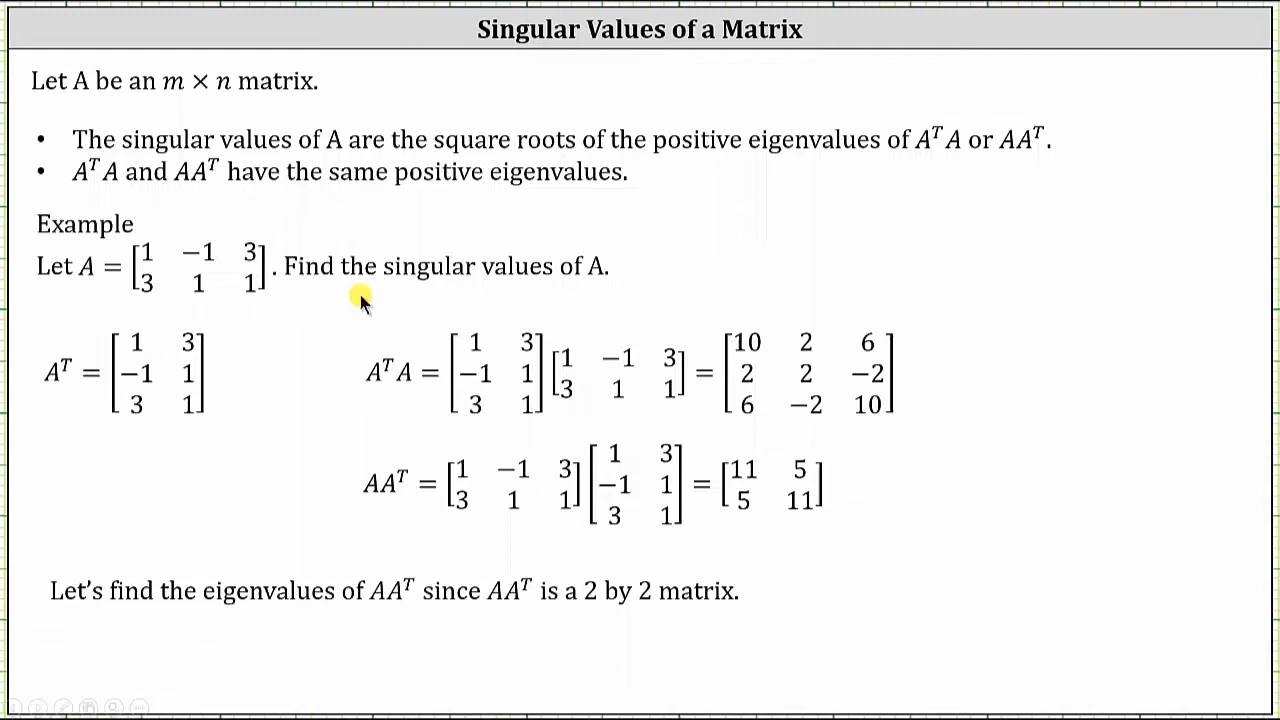 Singular Values of a Matrix
Let A be an m × n matrix.
• The singular values of A are the square roots of the positive eigenvalues of AᵀA or AAᵀ.
• AᵀA and AAᵀ have the same positive eigenvalues.
Example
Let A = [1 −1 3; 3 1 1]. Find the singular values of A.
Aᵀ = [1 3; −1 1; 3 1] AᵀA = [1 3; −1 1; 3 1] [1 −1 3; 3 1 1] = [10 2 6; 2 2 −2; 6 −2 10]
AAᵀ = [1 −1 3; 3 1 1] [1 3; −1 1; 3 1] = [11 5; 5 11]
Let’s find the eigenvalues of AAᵀ since AAᵀ is a 2 by 2 matrix.